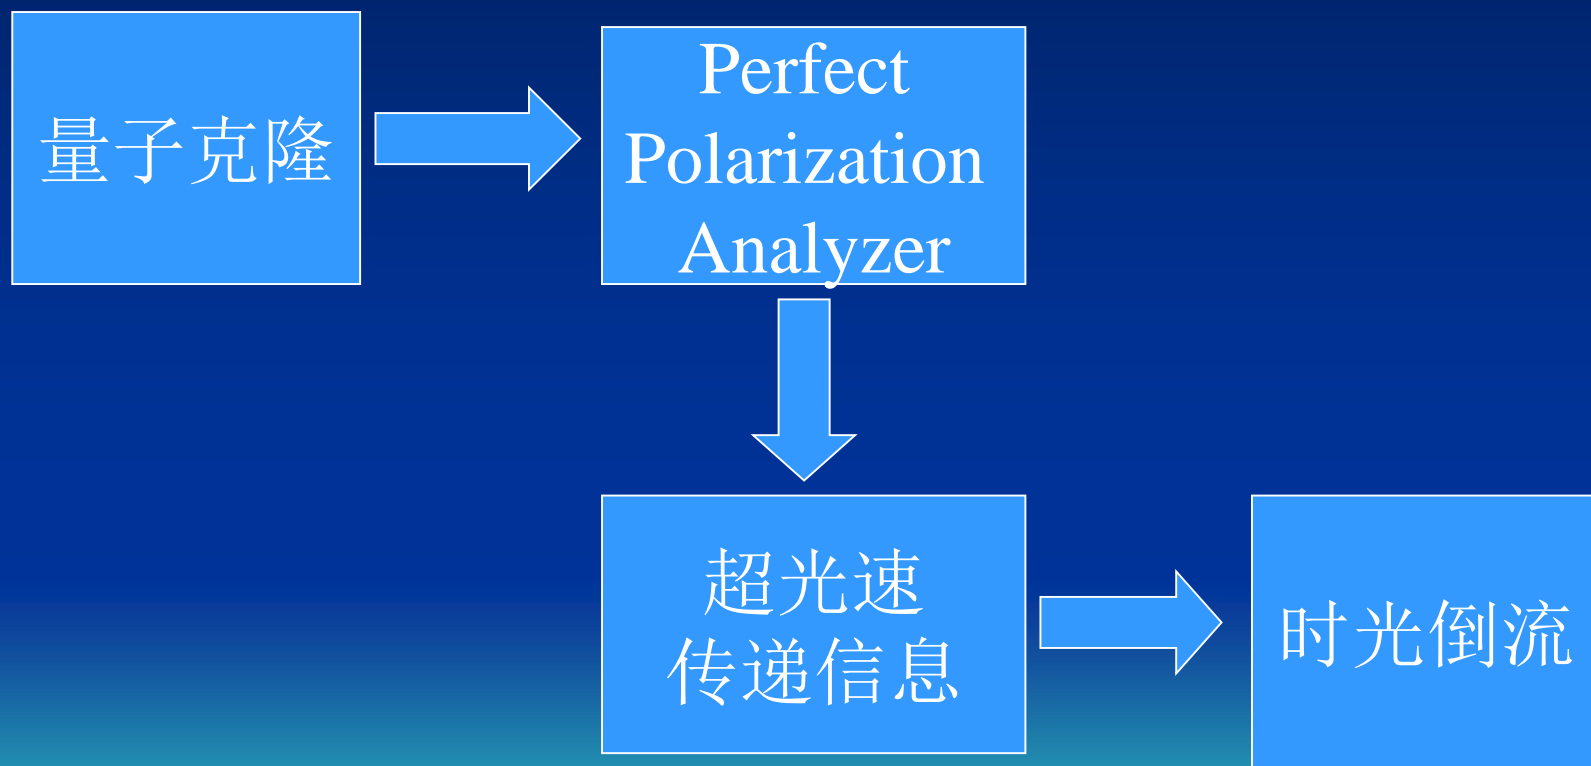 量子克隆
Perfect
Polarization
Analyzer
超光速
传递信息
时光倒流